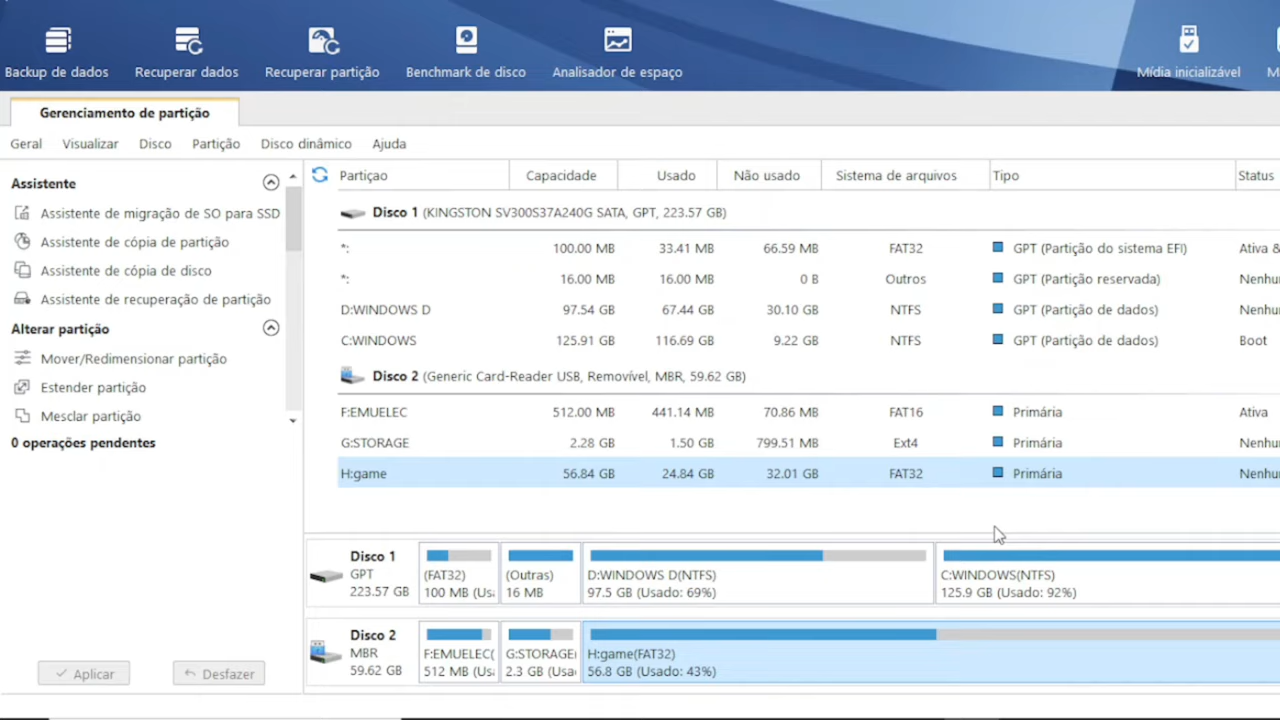 Backup de dados
Recuperar dados
Recuperar partição
Benchmark de disco
Analisador de espaço
Mídia inicializável
M
Gerenciamento de partição
Geral Visualizar Disco Partição Disco dinâmico Ajuda
Assistente
Assistente de migração de SO para SSD
Assistente de cópia de partição
Assistente de cópia de disco
Assistente de recuperação de partição
Alterar partição
Mover/Redimensionar partição
Estender partição
Mesclar partição
0 operações pendentes
Aplicar
Desfazer
Partiçao Capacidade Usado Não usado Sistema de arquivos Tipo Status
Disco 1 (KINGSTON SV300S37A240G SATA, GPT, 223.57 GB)
*: 100.00 MB 33.41 MB 66.59 MB FAT32 GPT (Partição do sistema EFI) Ativa &
*: 16.00 MB 16.00 MB 0 B Outros GPT (Partição reservada) Nenhu
D:WINDOWS D 97.54 GB 67.44 GB 30.10 GB NTFS GPT (Partição de dados) Nenhu
C:WINDOWS 125.91 GB 116.69 GB 9.22 GB NTFS GPT (Partição de dados) Boot
Disco 2 (Generic Card-Reader USB, Removível, MBR, 59.62 GB)
F:EMUELEC 512.00 MB 441.14 MB 70.86 MB FAT16 Primária Ativa
G:STORAGE 2.28 GB 1.50 GB 799.51 MB Ext4 Primária Nenhu
H:game 56.84 GB 24.84 GB 32.01 GB FAT32 Primária Nenhu
Disco 1
GPT
223.57 GB
(FAT32)
100 MB (Us
(Outras)
16 MB
D:WINDOWS D(NTFS)
97.5 GB (Usado: 69%)
C:WINDOWS(NTFS)
125.9 GB (Usado: 92%)
Disco 2
MBR
59.62 GB
F:EMUELEC(
512 MB (Us
G:STORAGE
2.3 GB (Usa
H:game(FAT32)
56.8 GB (Usado: 43%)